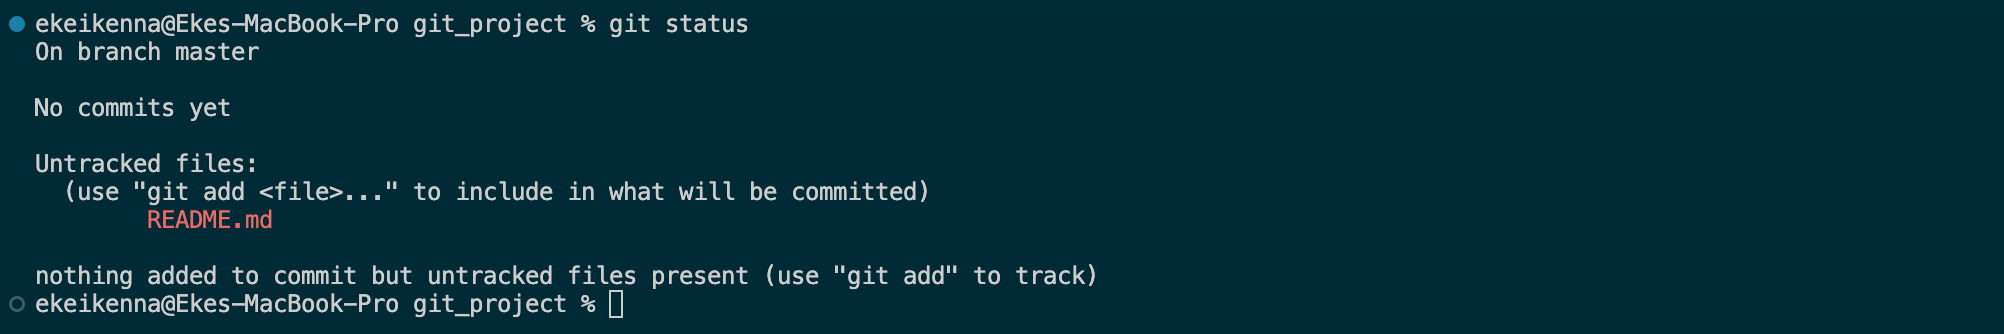 ekeikenna@Ekes-MacBook-Pro git_project % git status
On branch master
No commits yet
Untracked files:
(use "git add <file>..." to include in what will be committed)
README.md
nothing added to commit but untracked files present (use "git add" to track)
ekeikenna@Ekes-MacBook-Pro git_project %